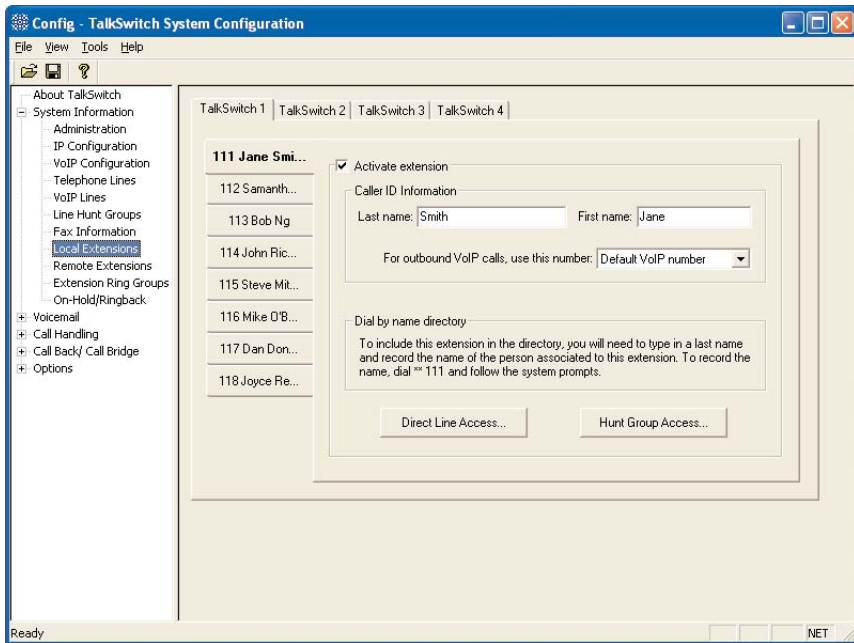 Config - TalkSwitch System Configuration
File View Tools Help
About TalkSwitch
System Information
Administration
IP Configuration
VoIP Configuration
Telephone Lines
VoIP Lines
Line Hunt Groups
Fax Information
Local Extensions
Remote Extensions
Extension Ring Groups
On-Hold/Ringback
Voicemail
Call Handling
Call Back/ Call Bridge
Options
TalkSwitch 1 TalkSwitch 2 TalkSwitch 3 TalkSwitch 4
111 Jane Smi...
112 Samanth...
113 Bob Ng
114 John Ric...
115 Steve Mit...
116 Mike O'B...
117 Dan Don...
118 Joyce Re...
Activate extension
Caller ID Information
Last name: Smith First name: Jane
For outbound VoIP calls, use this number: Default VoIP number
Dial by name directory
To include this extension in the directory, you will need to type in a last name
and record the name of the person associated to this extension. To record the
name, dial ** 111 and follow the system prompts.
Direct Line Access... Hunt Group Access...
Ready NET